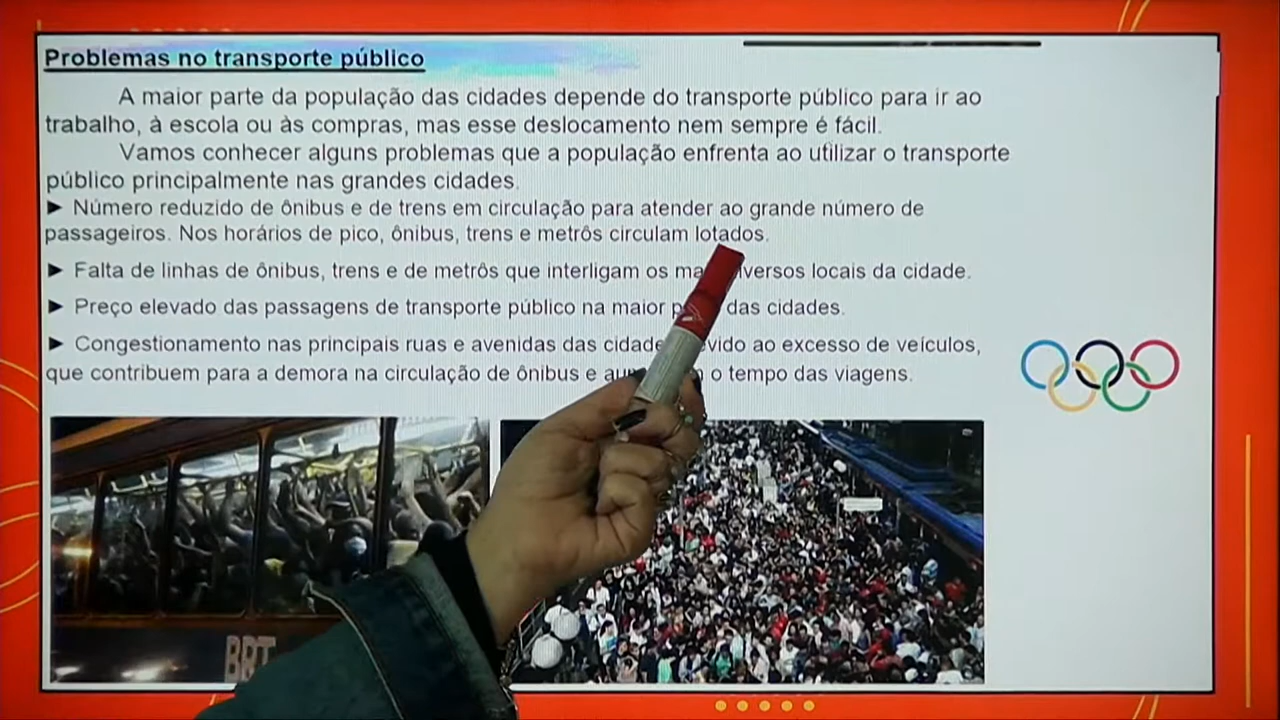 Problemas no transporte público
A maior parte da população das cidades depende do transporte público para ir ao
trabalho, à escola ou às compras, mas esse deslocamento nem sempre é fácil.
Vamos conhecer alguns problemas que a população enfrenta ao utilizar o transporte
público principalmente nas grandes cidades.
► Número reduzido de ônibus e de trens em circulação para atender ao grande número de
passageiros. Nos horários de pico, ônibus, trens e metrôs circulam lotados.
► Falta de linhas de ônibus, trens e de metrôs que interligam os locais da cidade.
► Preço elevado das passagens de transporte público na maior das cidades.
► Congestionamento nas principais ruas e avenidas das ao excesso de veículos,
que contribuem para a demora na circulação de ônibus e o tempo das viagens.
BRT